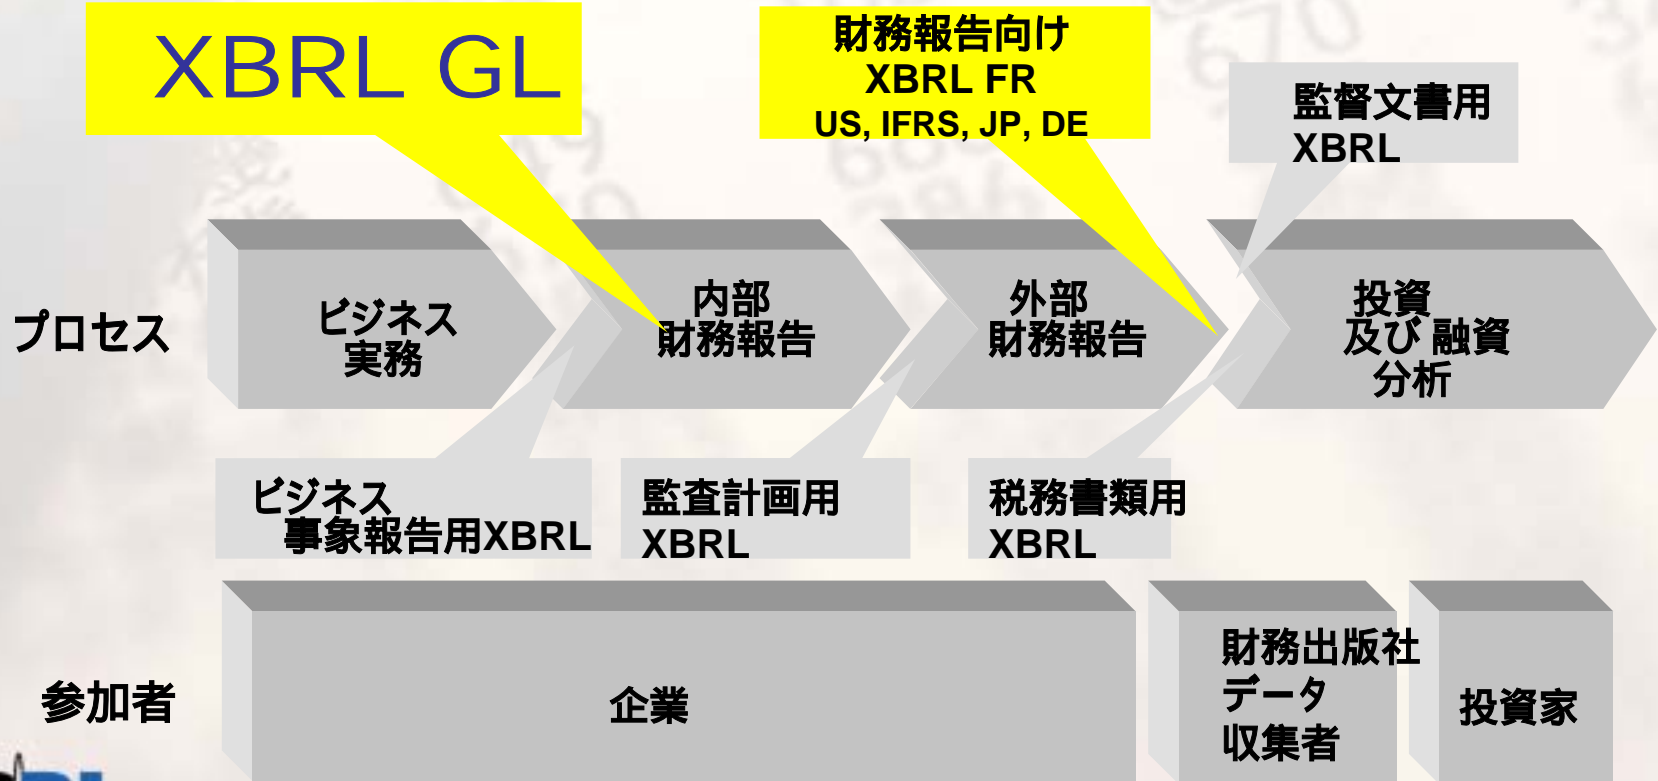 XBRL GL
財務報告向け
XBRL FR
US, IFRS, JP, DE
監督文書用
XBRL
プロセス
ビジネス
実務
内部
財務報告
外部
財務報告
投資
及び 融資
分析
ビジネス
事象報告用XBRL
監査計画用
XBRL
税務書類用
XBRL
参加者
企業
財務出版社
データ
収集者
投資家